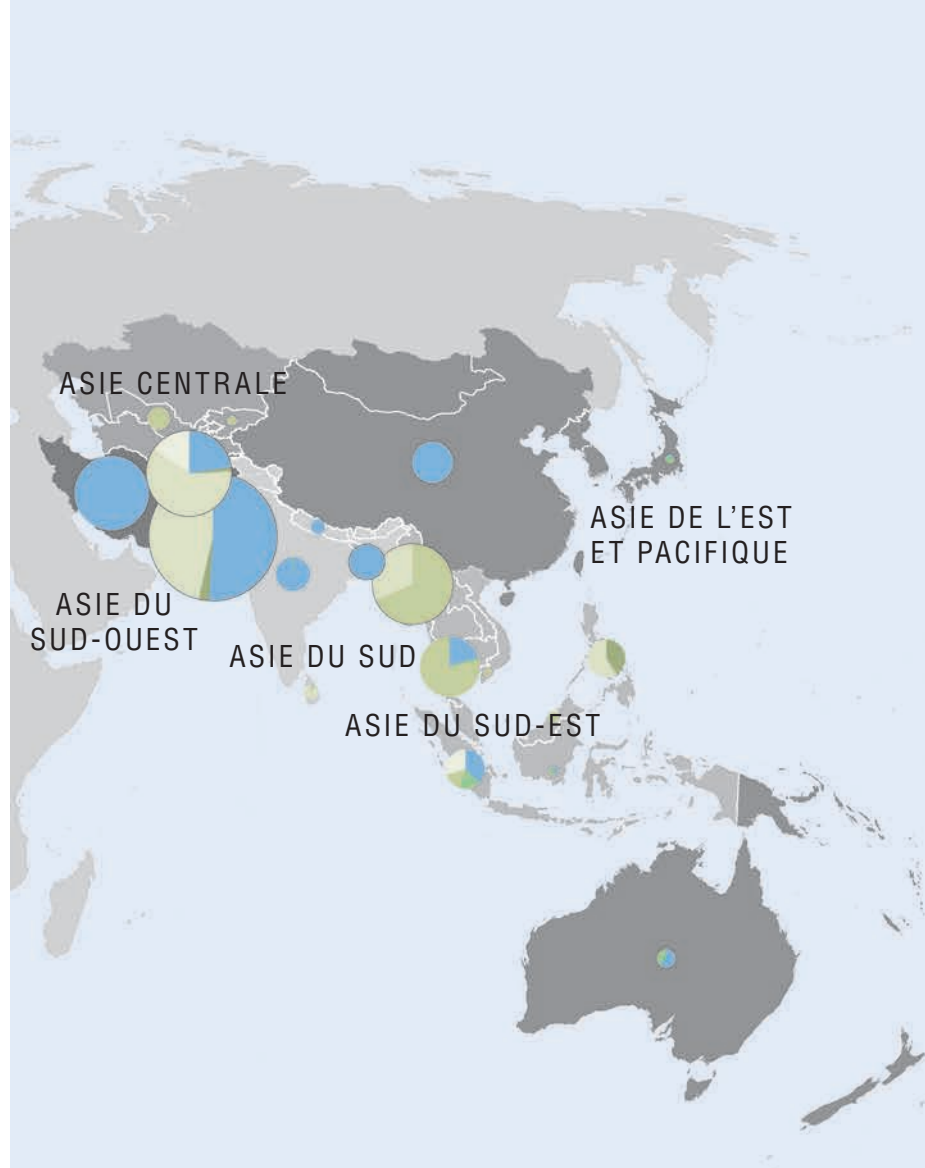 ASIE CENTRALE
ASIE DE L’EST
ET PACIFIQUE
ASIE DU
SUD-OUEST
ASIE DU SUD
ASIE DU SUD-EST